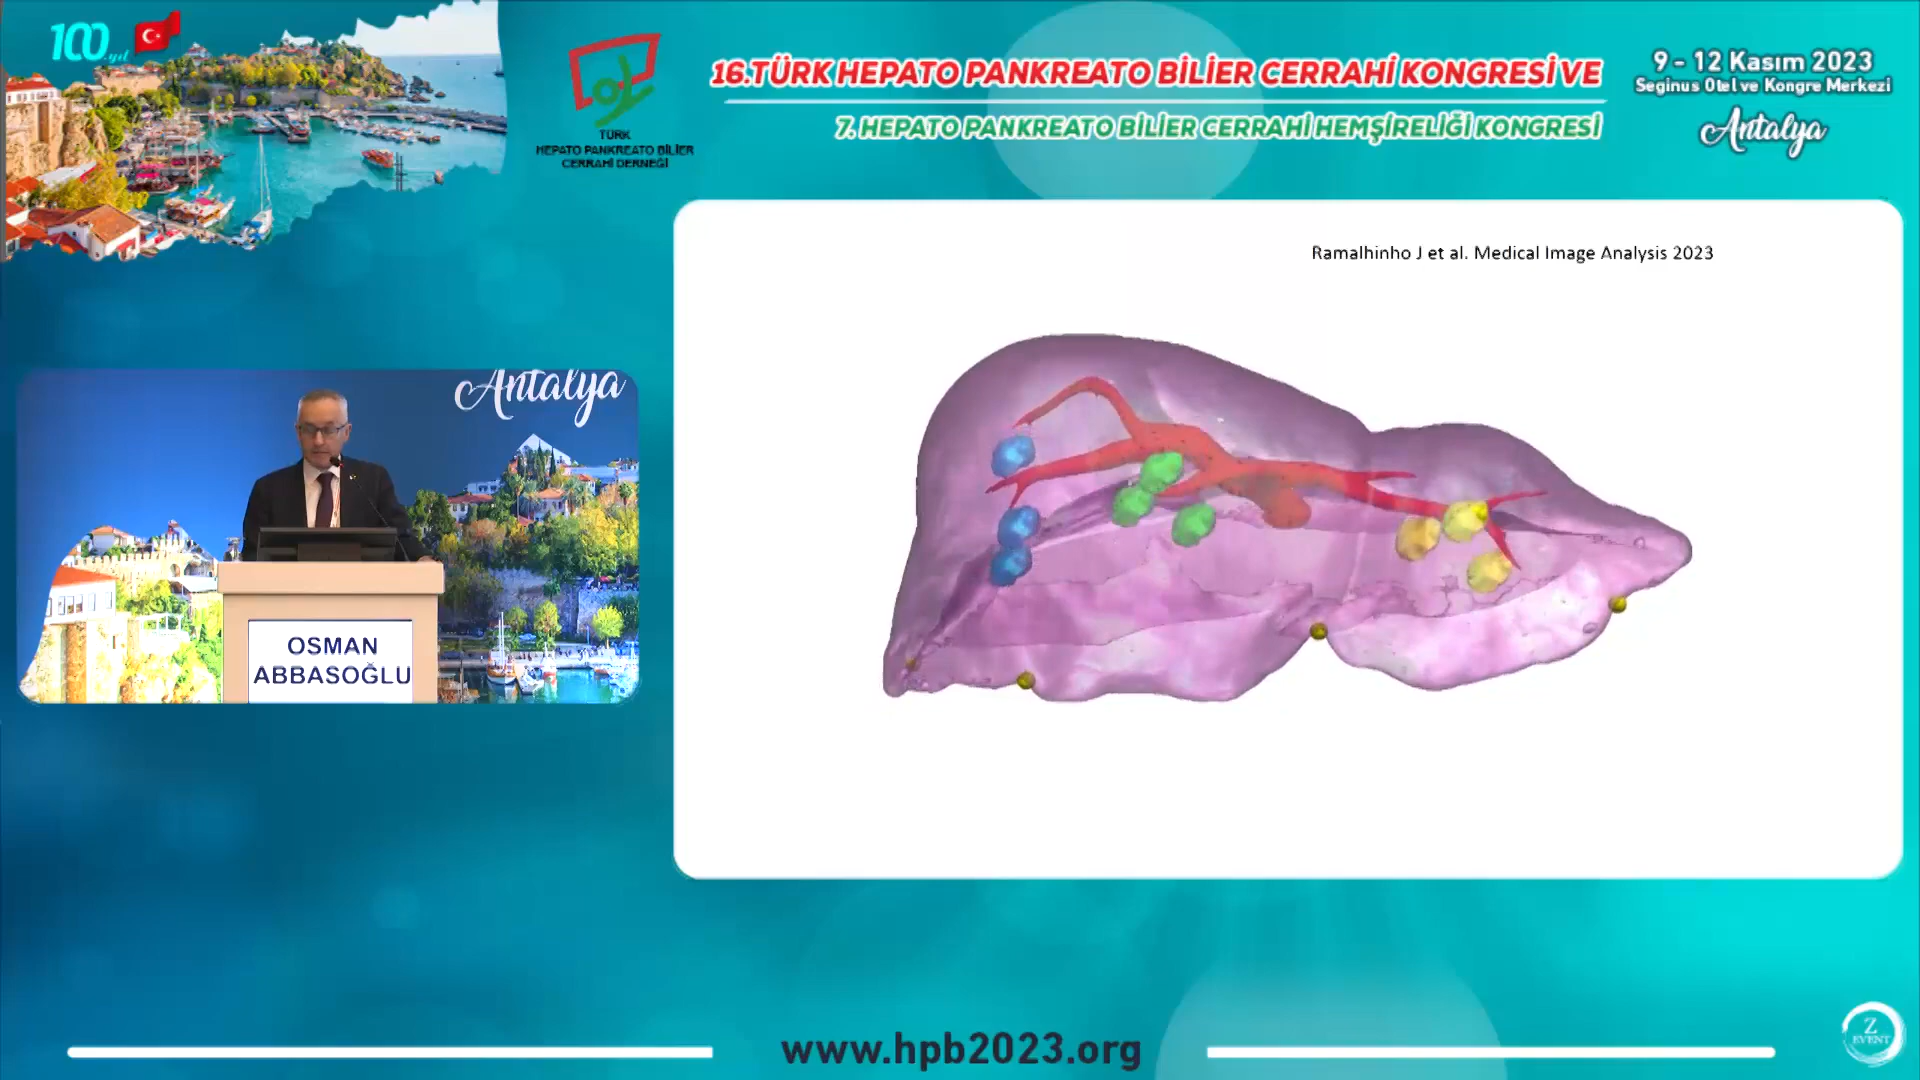 100.yıl
TÜRK
HEPATO PANKREATO BİLİER
CERRAHİ DERNEĞİ
16.TÜRK HEPATO PANKREATO BİLİER CERRAHİ KONGRESİ VE
7. HEPATO PANKREATO BİLİER CERRAHİ HEMŞİRELİĞİ KONGRESİ
9 - 12 Kasım 2023
Seginus Otel ve Kongre Merkezi
Antalya
Ramalhinho J et al. Medical Image Analysis 2023
Antalya
OSMAN
ABBASOĞLU
www.hpb2023.org
Z
EVENT